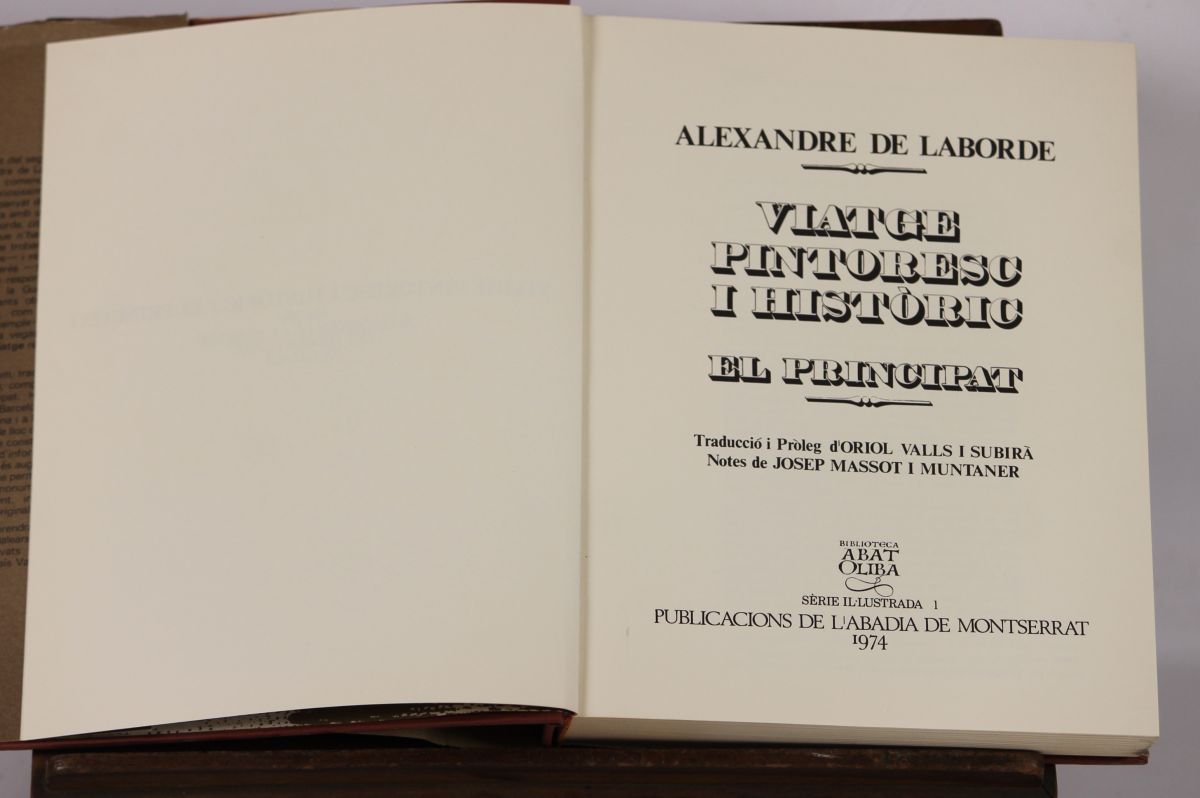 ALEXANDRE DE LABORDE
VIATGE
PINTORESC
I HISTÒRIC
EL PRINCIPAT
Traducció i Pròleg d'ORIOL VALLS I SUBIRÀ
Notes de JOSEP MASSOT I MUNTANER
BIBLIOTECA
ABAT
OLIBA
SÈRIE IL·LUSTRADA 1
PUBLICACIONS DE L'ABADIA DE MONTSERRAT
1974